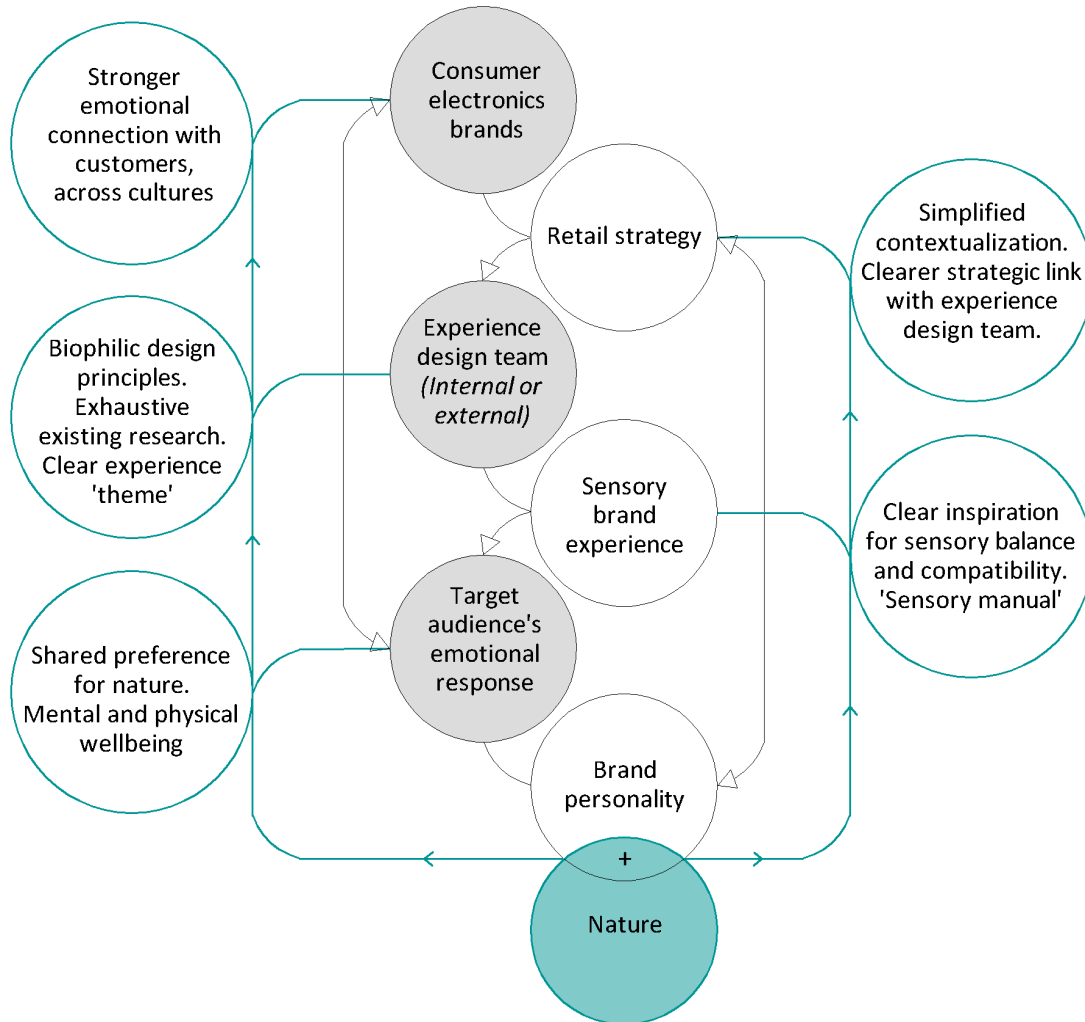 Stronger
emotional
connection with
customers,
across cultures
Consumer
electronics
brands
Retail strategy
Simplified
contextualization.
Clearer strategic link
with experience
design team.
Biophilic design
principles.
Exhaustive
existing research.
Clear experience
'theme'
Experience
design team
(Internal or
external)
Sensory
brand
experience
Clear inspiration
for sensory balance
and compatibility.
'Sensory manual'
Shared preference
for nature.
Mental and physical
wellbeing
Target
audience's
emotional
response
Brand
personality
+
Nature